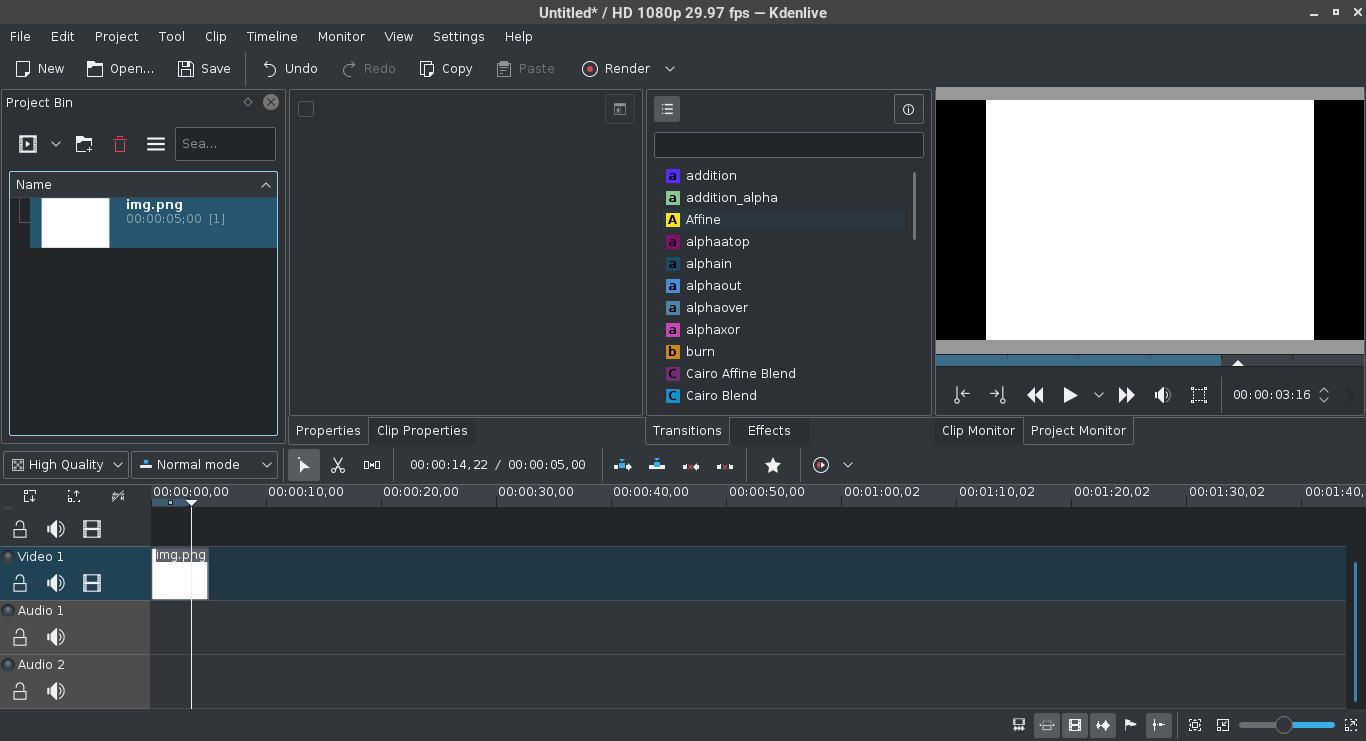 Untitled* / HD 1080p 29.97 fps — Kdenlive
File Edit Project Tool Clip Timeline Monitor View Settings Help
New Open... Save Undo Redo Copy Paste Render
Project Bin
Sea...
Name
img.png
00:00:05;00 [1]
addition
addition_alpha
Affine
alphaatop
alphain
alphaout
alphaover
alphaxor
burn
Cairo Affine Blend
Cairo Blend
00:00:03:16
Properties Clip Properties Transitions Effects Clip Monitor Project Monitor
High Quality Normal mode 00:00:14,22 / 00:00:05,00
00:00:00,00 00:00:10,00 00:00:20,00 00:00:30,00 00:00:40,00 00:00:50,00 00:01:00,02 00:01:10,02 00:01:20,02 00:01:30,02 00:01:40,
Video 1
img.png
Audio 1
Audio 2